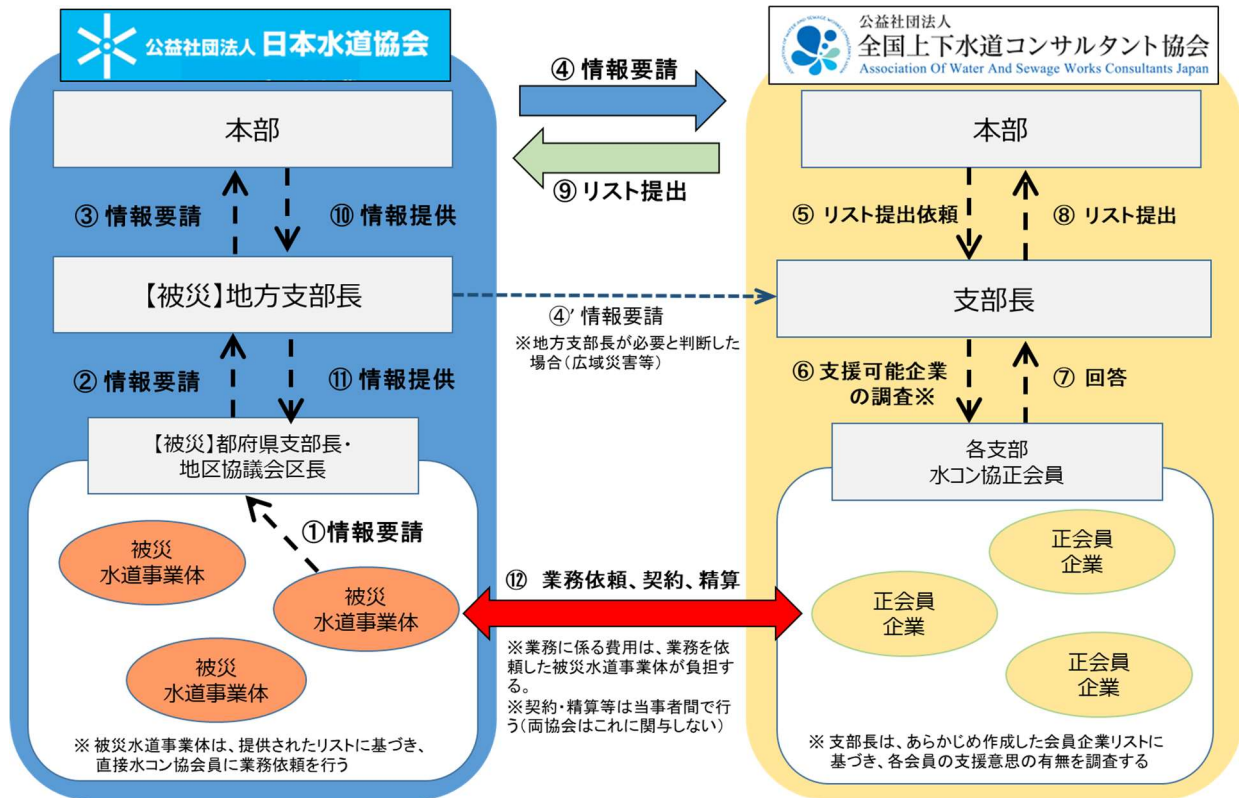 公益社団法人 日本水道協会
公益社団法人
全国上下水道コンサルタント協会
Association Of Water And Sewage Works Consultants Japan
④ 情報要請
本部
本部
⑨ リスト提出
③ 情報要請
⑩ 情報提供
⑤ リスト提出依頼
⑧ リスト提出
【被災】地方支部長
支部長
④’ 情報要請
※地方支部長が必要と判断した
場合(広域災害等)
② 情報要請
⑪ 情報提供
⑥ 支援可能企業
の調査※
⑦ 回答
【被災】都府県支部長・
地区協議会区長
各支部
水コン協正会員
①情報要請
被災
水道事業体
被災
水道事業体
被災
水道事業体
⑫ 業務依頼、契約、精算
正会員
企業
正会員
企業
正会員
企業
※業務に係る費用は、業務を依
頼した被災水道事業体が負担す
る。
※契約・精算等は当事者間で行
う(両協会はこれに関与しない)
※ 被災水道事業体は、提供されたリストに基づき、
直接水コン協会員に業務依頼を行う
※ 支部長は、あらかじめ作成した会員企業リストに
基づき、各会員の支援意思の有無を調査する